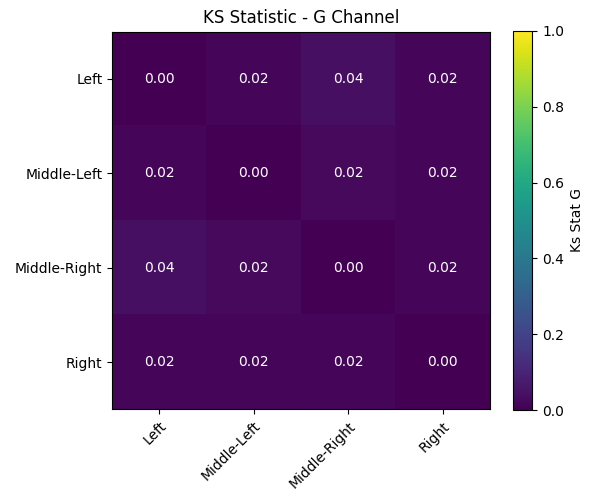 KS Statistic - G Channel
Left 0.00 0.02 0.04 0.02
Middle-Left 0.02 0.00 0.02 0.02
Middle-Right 0.04 0.02 0.00 0.02
Right 0.02 0.02 0.02 0.00
Left Middle-Left Middle-Right Right
1.0
0.8
0.6
0.4
0.2
0.0
Ks Stat G